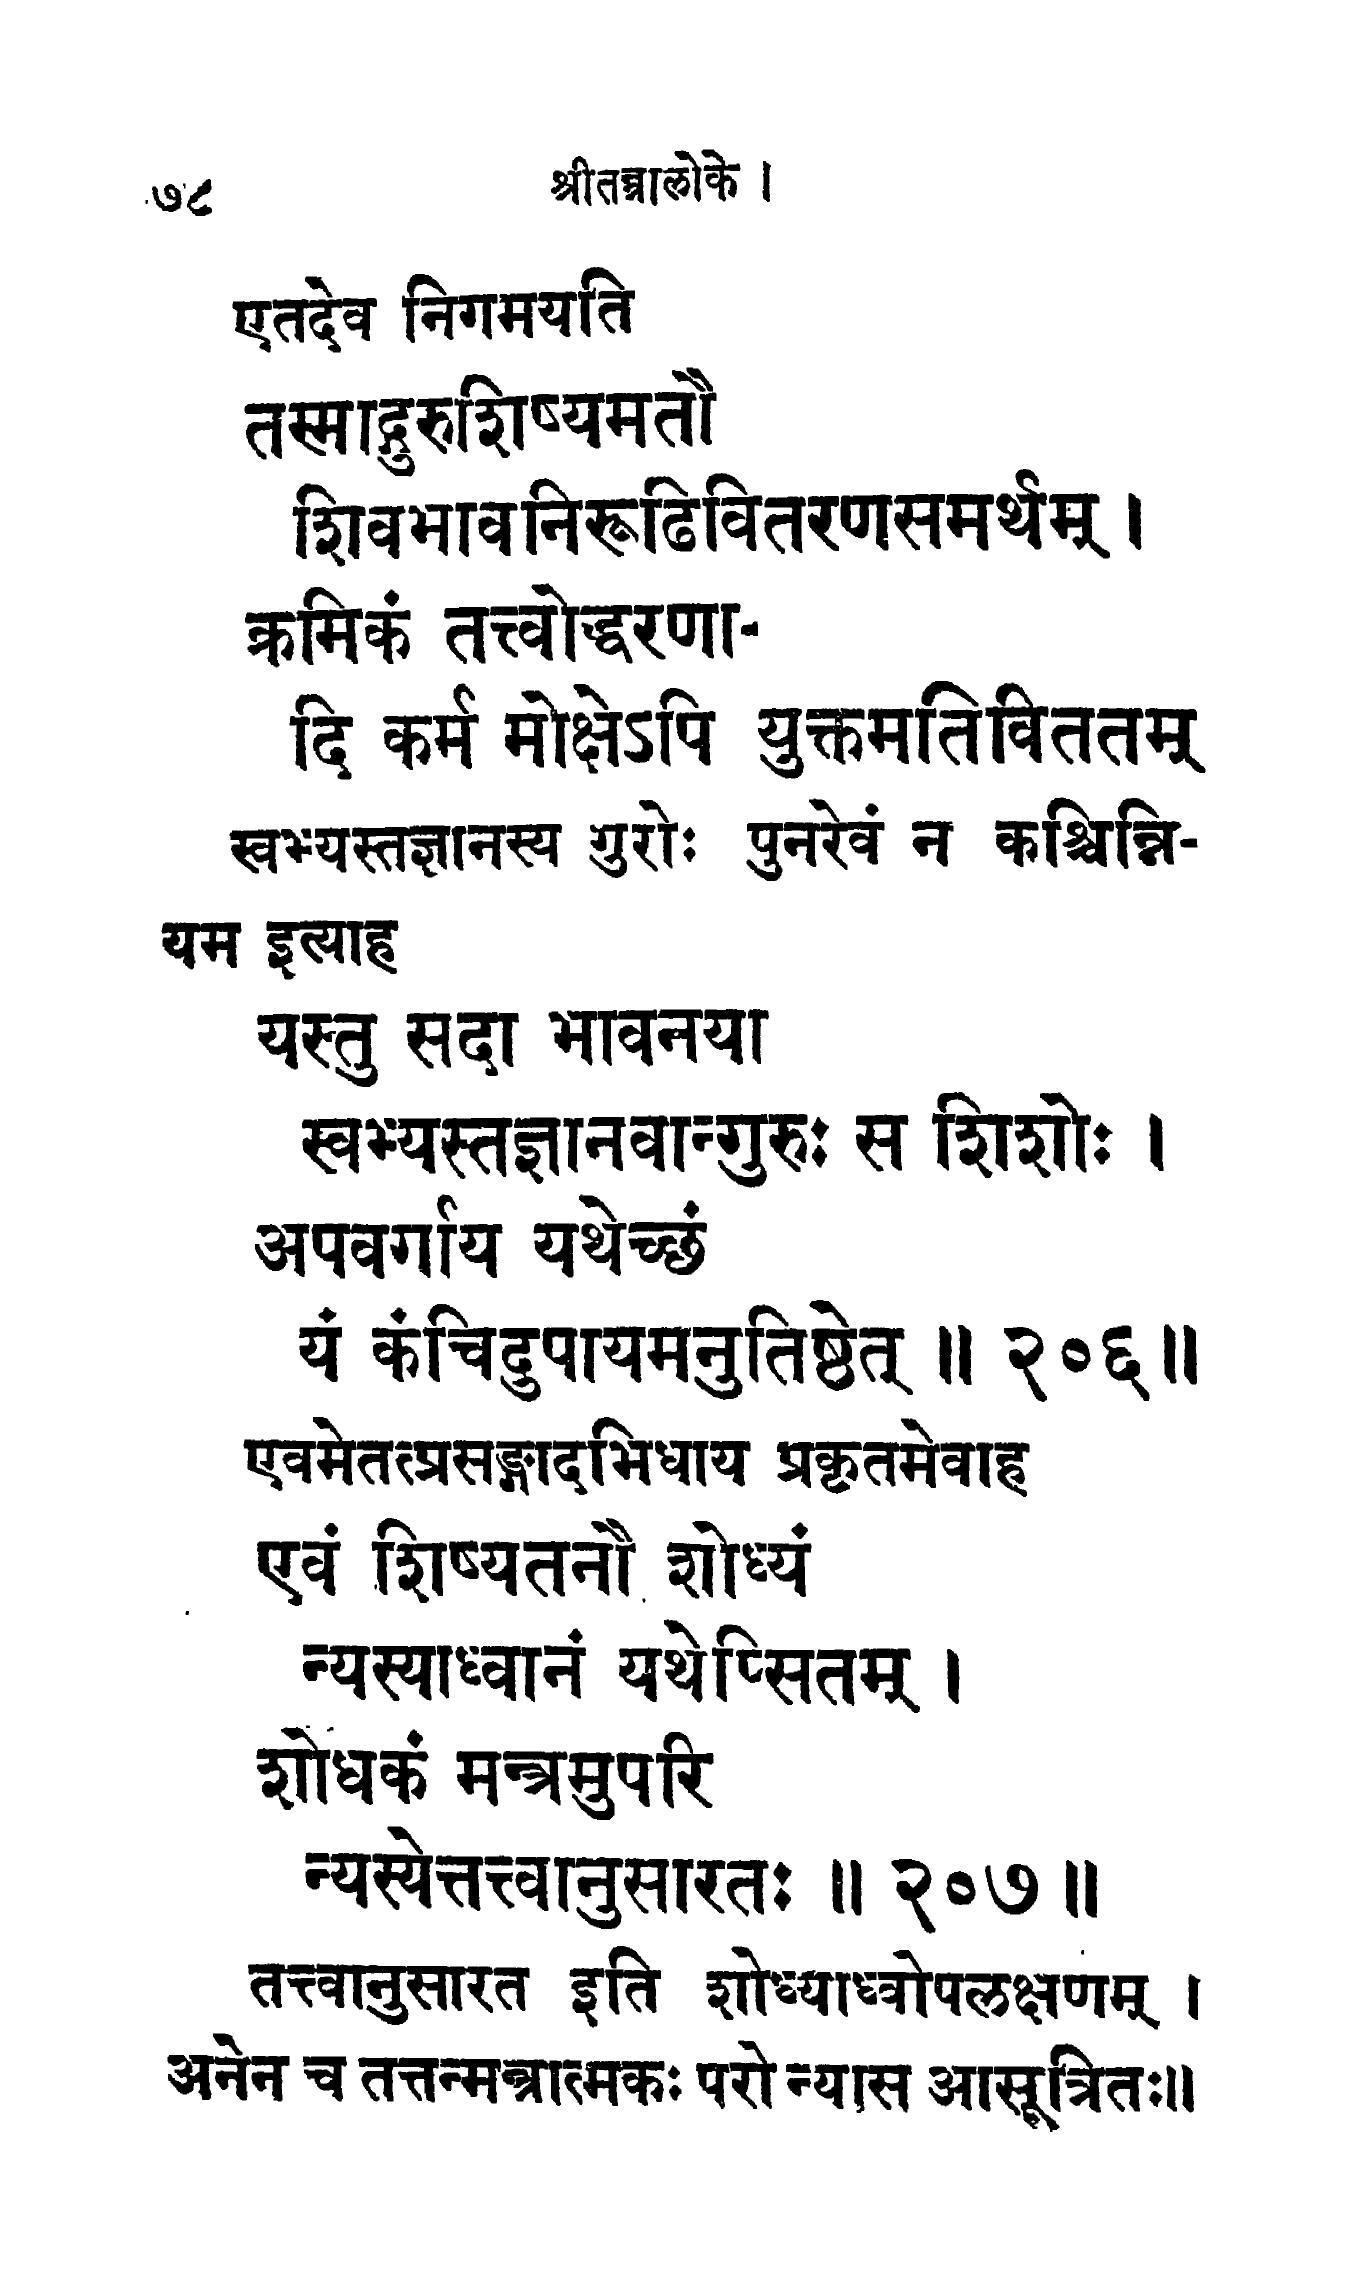 ७८ श्रीतन्त्रालोके ।
एतदेव निगमयति
तस्माद्गुरुशिष्यमतौ
शिवभावनिरूढिवितरणसमर्थम् ।
क्रमिकं तत्त्वोद्धरणा-
दि कर्म मोक्षेऽपि युक्तमतिविततम्
स्वभ्यस्तज्ञानस्य गुरोः पुनरेवं न कश्चिन्नि-
यम इत्याह
यस्तु सदा भावनया
स्वभ्यस्तज्ञानवान्गुरुः स शिशोः ।
अपवर्गाय यथेच्छं
यं कंचिदुपायमनुतिष्ठेत् ॥ २०६॥
एवमेतत्प्रसङ्गादभिधाय प्रकृतमेवाह
एवं शिष्यतनौ शोध्यं
न्यस्याध्वानं यथेप्सितम् ।
शोधकं मन्त्रमुपरि
न्यस्येत्तत्त्वानुसारतः ॥ २०७॥
तत्त्वानुसारत इति शोध्याध्वोपलक्षणम् ।
अनेन च तत्तन्मन्त्रात्मकः परो न्यास आसूत्रितः॥